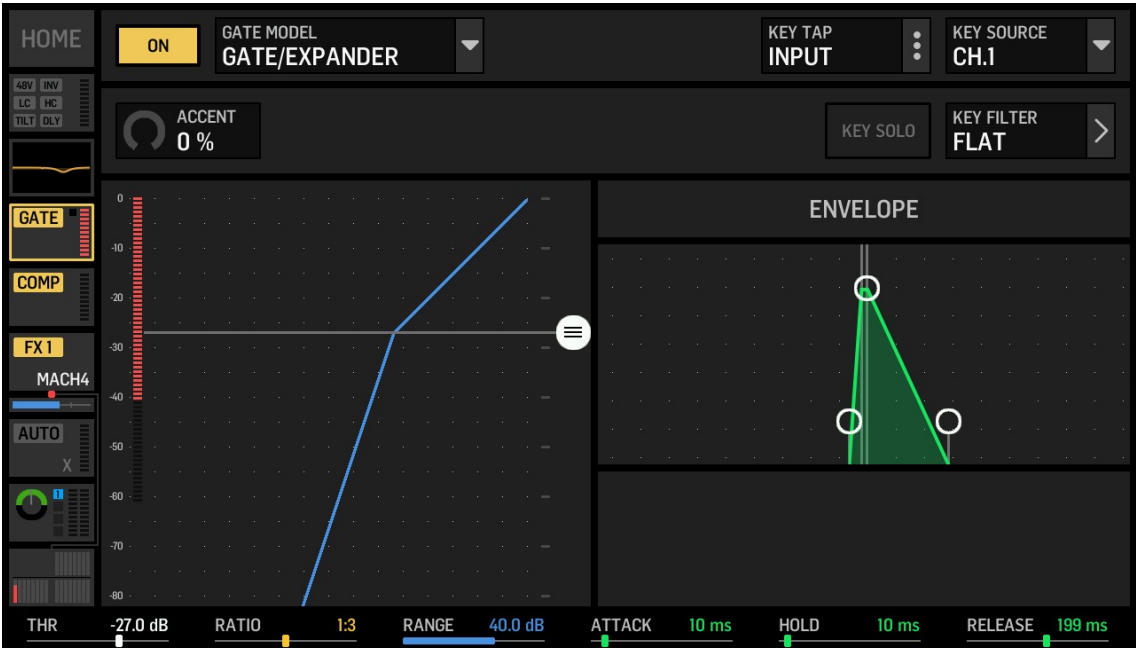 HOME
ON
GATE MODEL
GATE/EXPANDER
KEY TAP
INPUT
KEY SOURCE
CH.1
48V INV
LC HC
TILT DLY
ACCENT
0 %
KEY SOLO
KEY FILTER
FLAT
GATE
COMP
FX 1
MACH4
AUTO
X
1
0
-10
-20
-30
-40
-50
-60
-70
-80
ENVELOPE
THR -27.0 dB
RATIO 1:3
RANGE 40.0 dB
ATTACK 10 ms
HOLD 10 ms
RELEASE 199 ms